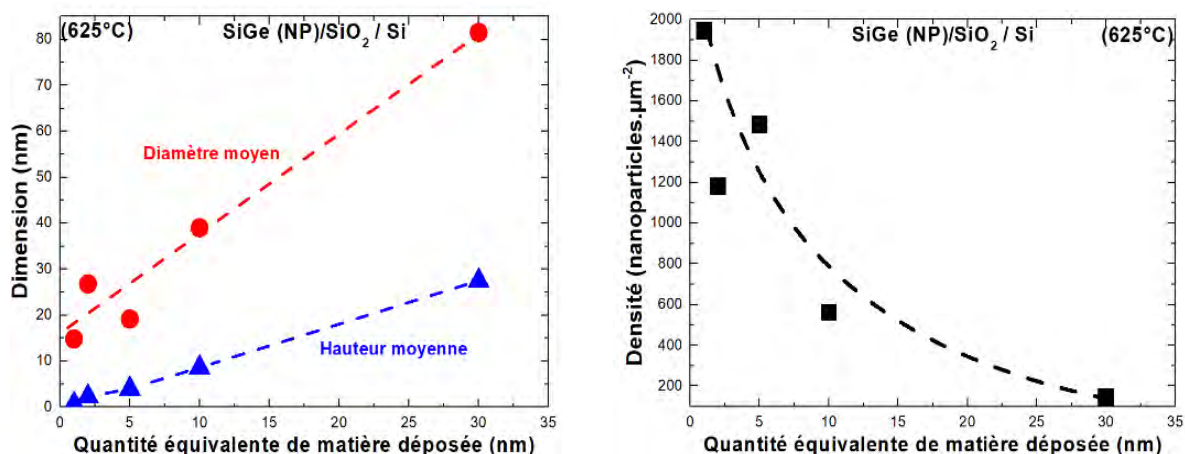 (625°C) SiGe (NP)/SiO2 / Si
Dimension (nm)
80
70
60
50
40
30
20
10
0
Diamètre moyen
Hauteur moyenne
0 5 10 15 20 25 30 35
Quantité équivalente de matière déposée (nm)
SiGe (NP)/SiO2 / Si (625°C)
Densité (nanoparticles.µm-2)
2000
1800
1600
1400
1200
1000
800
600
400
200
0 5 10 15 20 25 30 35
Quantité équivalente de matière déposée (nm)